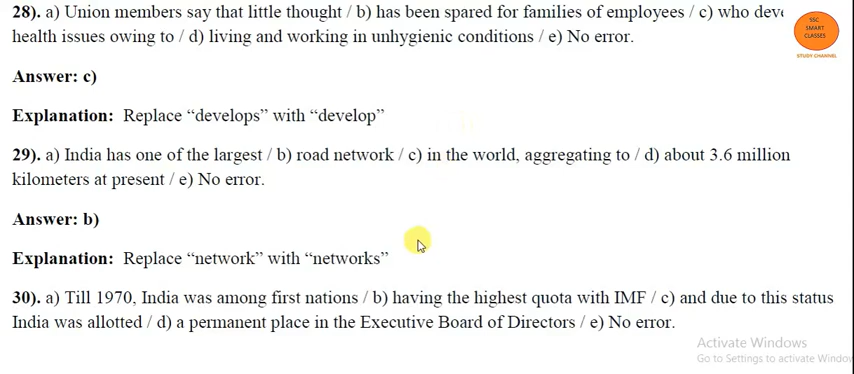 28). a) Union members say that little thought / b) has been spared for families of employees / c) who
health issues owing to / d) living and working in unhygienic conditions / e) No error.
SSC
SMART
CLASSES
STUDY CHANNEL
Answer: c)
Explanation: Replace “develops” with “develop”
29). a) India has one of the largest / b) road network / c) in the world, aggregating to / d) about 3.6 million
kilometers at present / e) No error.
Answer: b)
Explanation: Replace “network” with “networks”
30). a) Till 1970, India was among first nations / b) having the highest quota with IMF / c) and due to this status
India was allotted / d) a permanent place in the Executive Board of Directors / e) No error.
Activate Windows
Go to Settings to activate Window